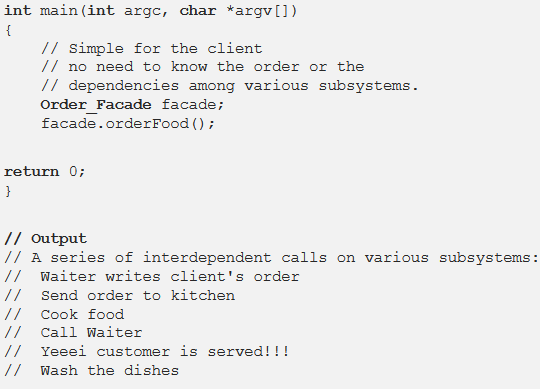 int main(int argc, char *argv[])
{
    // Simple for the client
    // no need to know the order or the
    // dependencies among various subsystems.
    Order_Facade facade;
    facade.orderFood();
return 0;
}
// Output
// A series of interdependent calls on various subsystems:
//  Waiter writes client's order
//  Send order to kitchen
//  Cook food
//  Call Waiter
//  Yeeei customer is served!!!
//  Wash the dishes